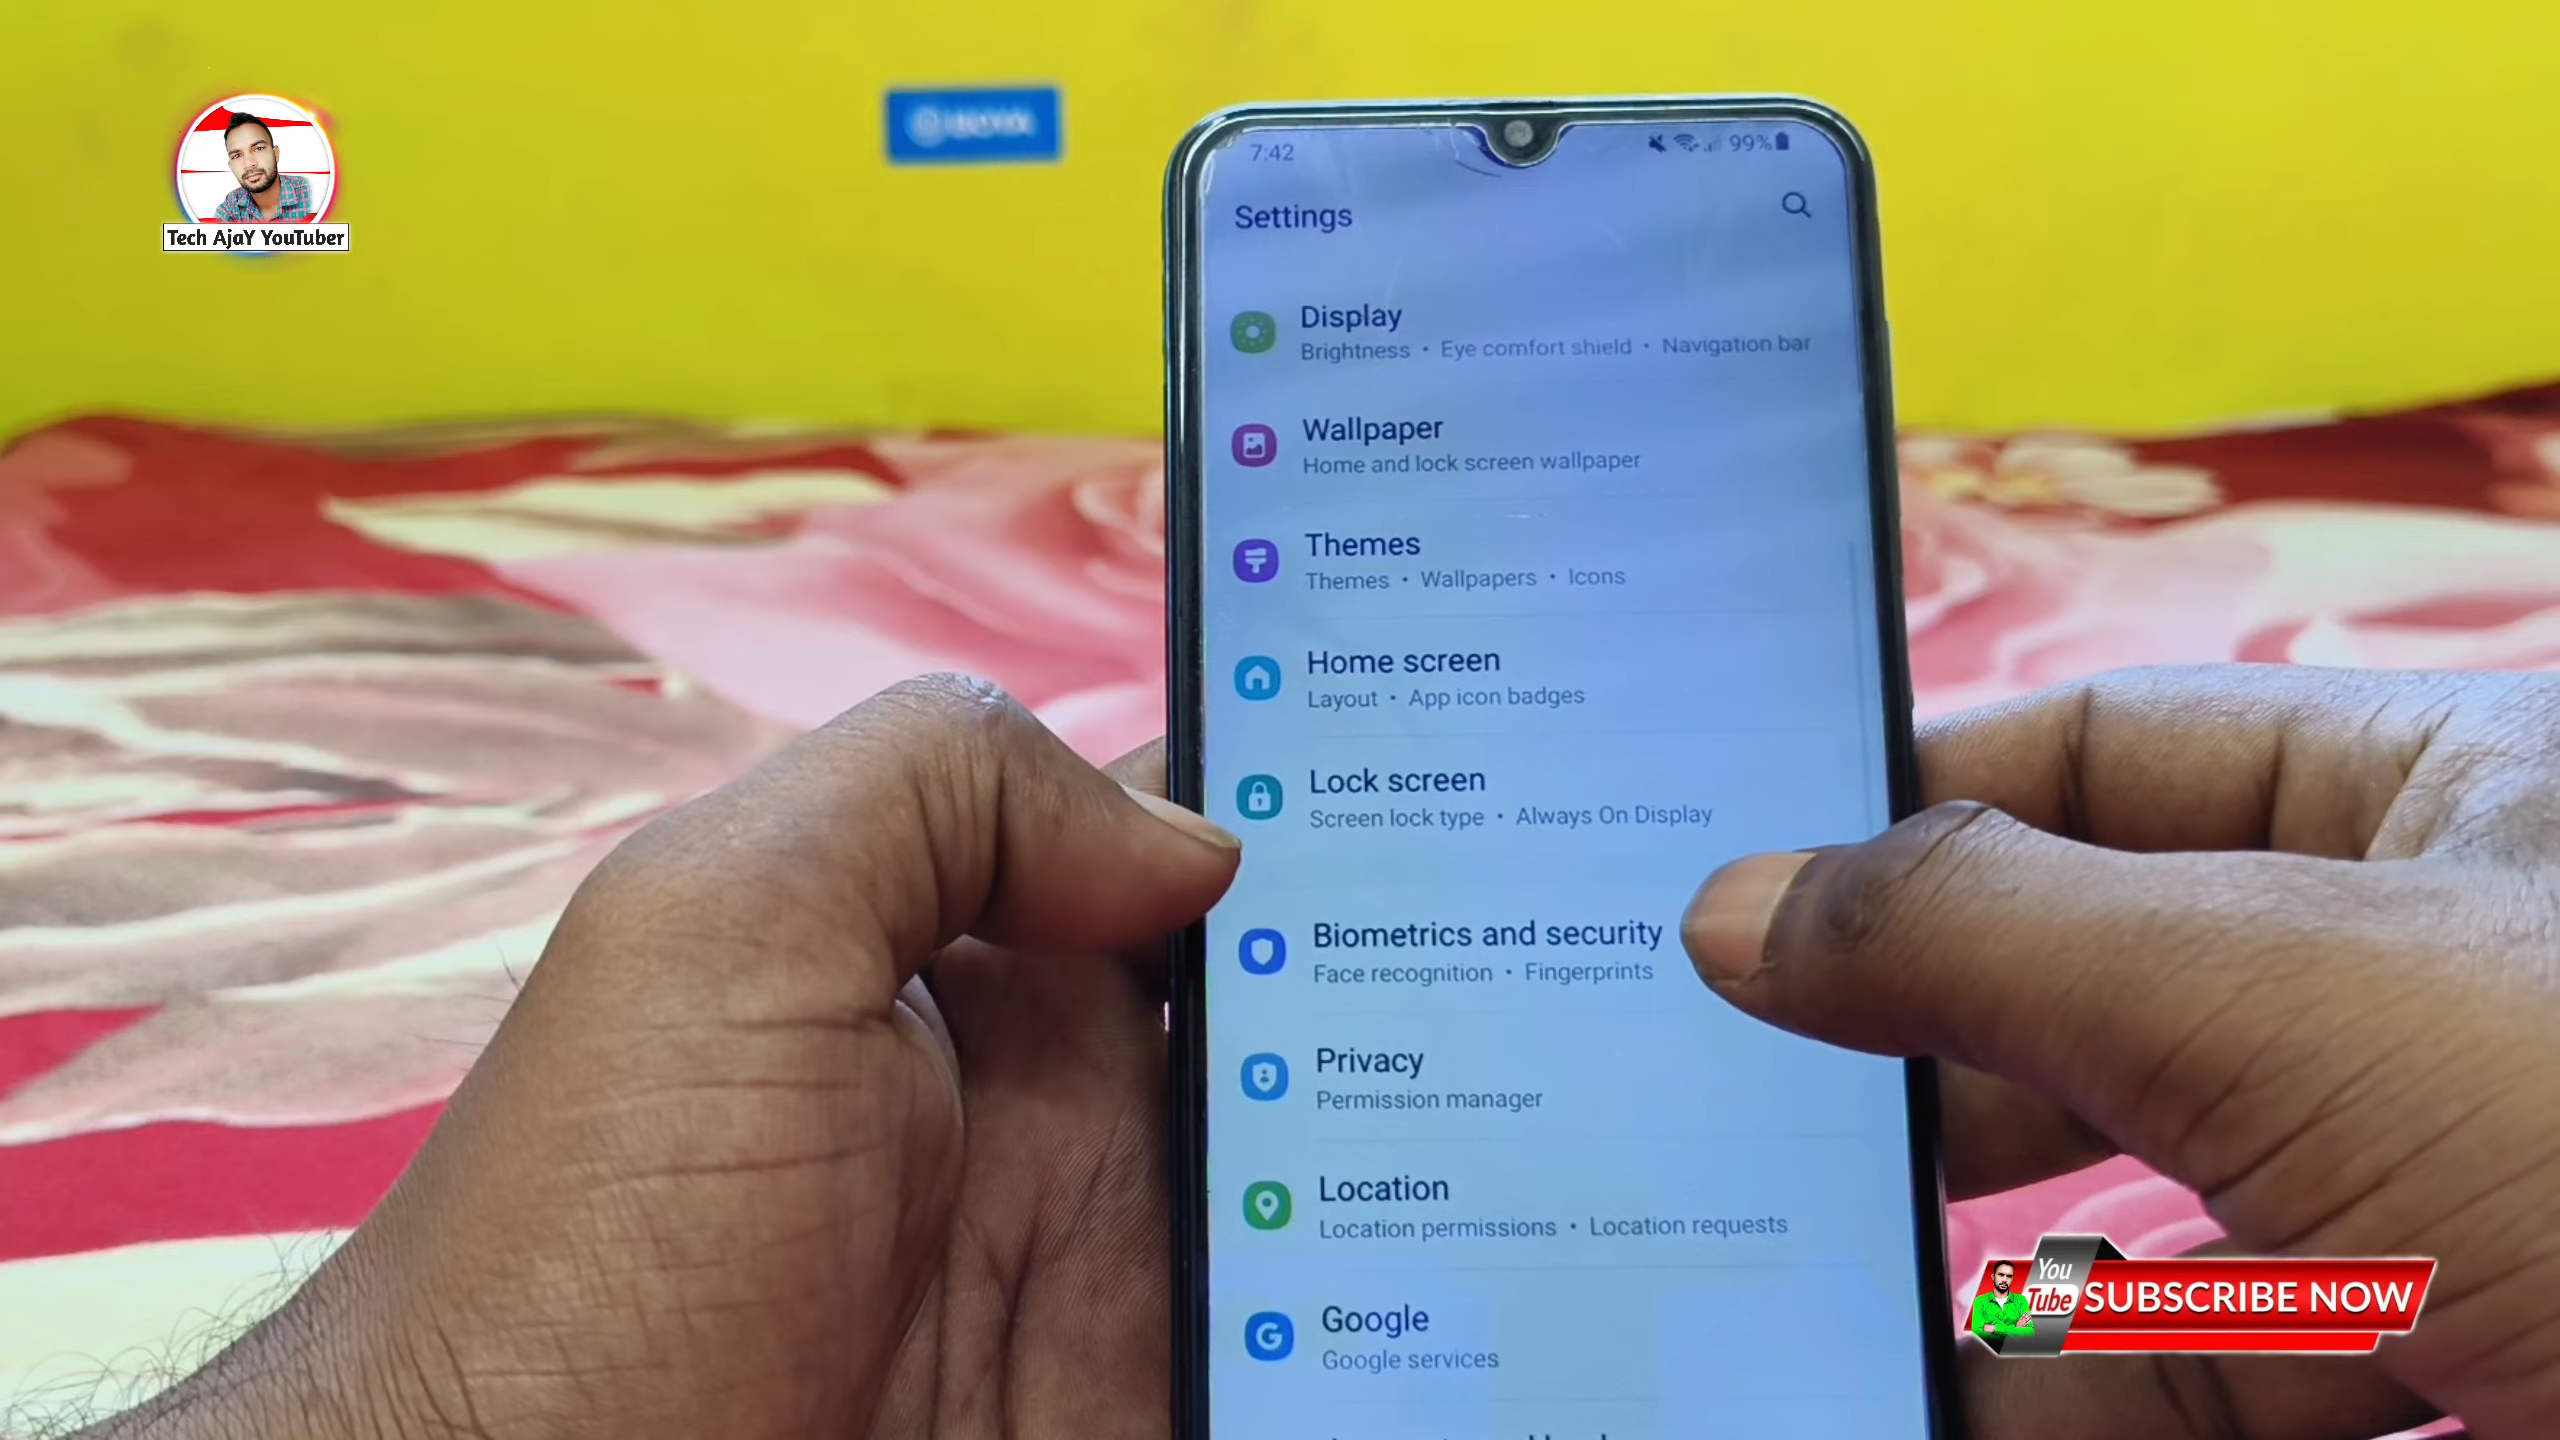 Tech AjaY YouTuber
7:42
99%
Settings
Display
Brightness • Eye comfort shield • Navigation bar
Wallpaper
Home and lock screen wallpaper
Themes
Themes • Wallpapers • Icons
Home screen
Layout • App icon badges
Lock screen
Screen lock type • Always On Display
Biometrics and security
Face recognition • Fingerprints
Privacy
Permission manager
Location
Location permissions • Location requests
Google
Google services
You
Tube
SUBSCRIBE NOW